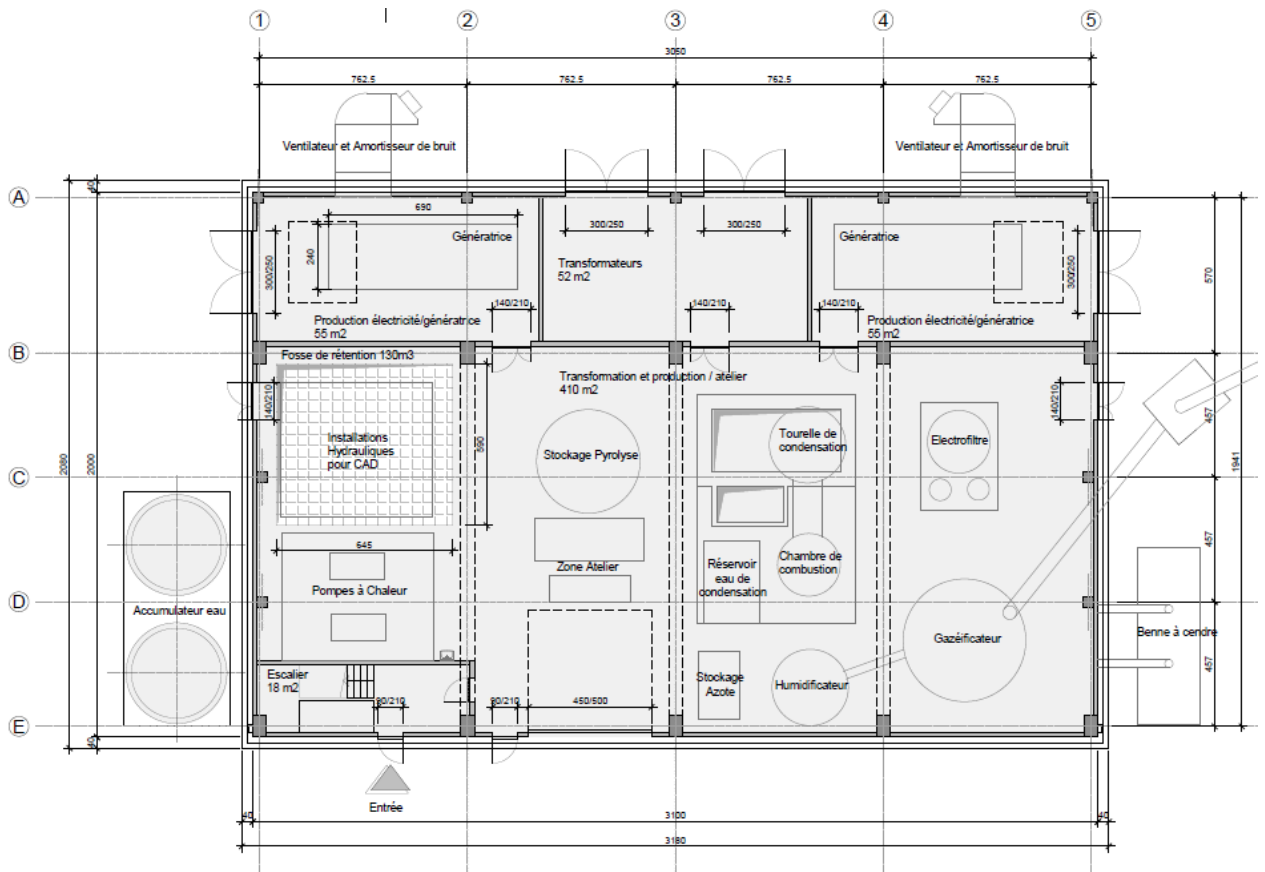 1 2 3 4 5
3050
762.5 762.5 762.5 762.5
Ventilateur et Amortisseur de bruit
Ventilateur et Amortisseur de bruit
40
A
690
Génératrice
240
300/250
Production électricité/génératrice
55 m2
140/210
300/250
300/250
Transformateurs
52 m2
140/210
Génératrice
300/250
140/210
Production électricité/génératrice
55 m2
570
B
Fosse de rétention 130m3
140/210
Installations
Hydrauliques
pour CAD
590
645
Transformation et production / atelier
410 m2
Stockage Pyrolyse
Tourelle de
condensation
Electrofiltre
140/210
457
2080
2000
1941
C
Pompes à Chaleur
Zone Atelier
Réservoir
eau de
condensation
Chambre de
combustion
457
Accumulateur eau
D
Benne à cendre
Gazéificateur
457
Escalier
18 m2
90/210
90/210
450/500
Stockage
Azote
Humidificateur
E
40
Entrée
40
3100
40
3180